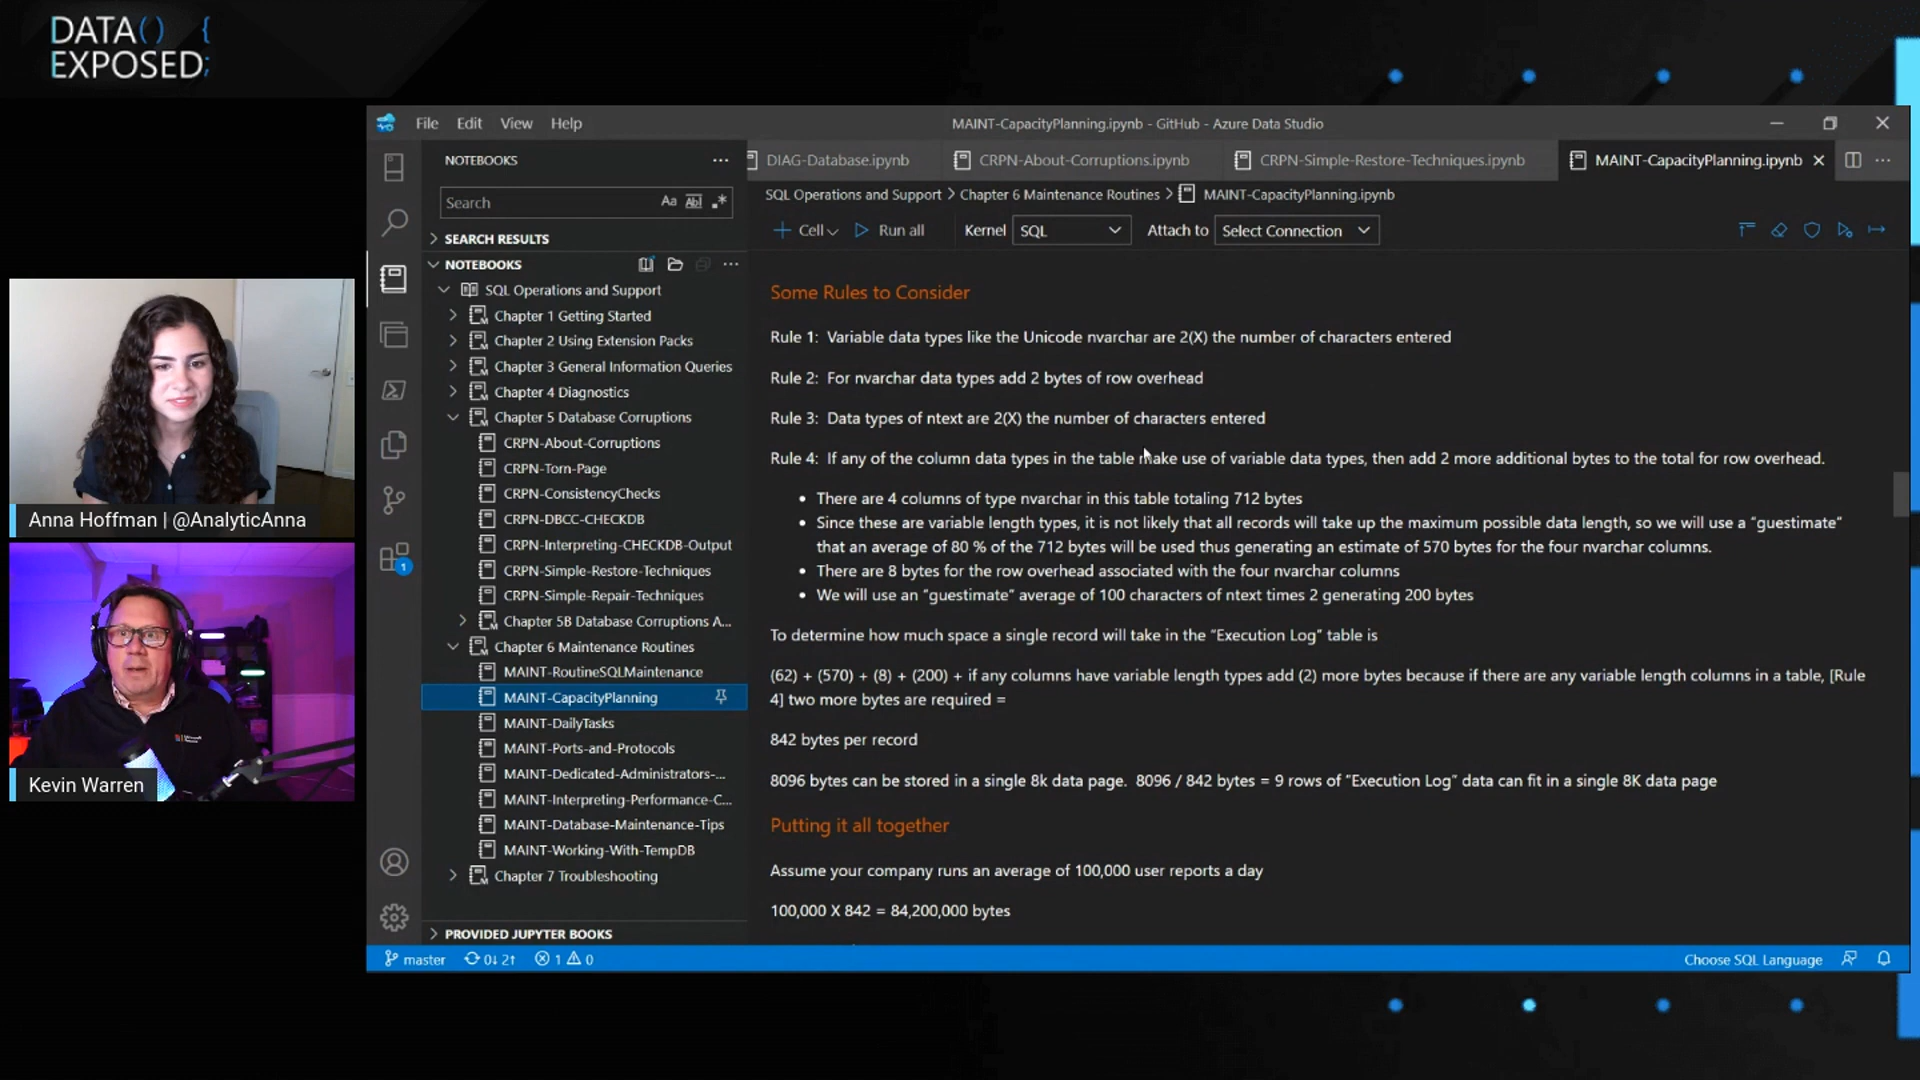 DATA() {
EXPOSED;
File Edit View Help
MAINT-CapacityPlanning.ipynb - GitHub - Azure Data Studio
NOTEBOOKS
DIAG-Database.ipynb
CRPN-About-Corruptions.ipynb
CRPN-Simple-Restore-Techniques.ipynb
MAINT-CapacityPlanning.ipynb
Search
Aa Abl .*
SQL Operations and Support > Chapter 6 Maintenance Routines > MAINT-CapacityPlanning.ipynb
Cell Run all Kernel SQL Attach to Select Connection
SEARCH RESULTS
NOTEBOOKS
SQL Operations and Support
Chapter 1 Getting Started
Chapter 2 Using Extension Packs
Chapter 3 General Information Queries
Chapter 4 Diagnostics
Chapter 5 Database Corruptions
CRPN-About-Corruptions
CRPN-Torn-Page
CRPN-ConsistencyChecks
CRPN-DBCC-CHECKDB
CRPN-Interpreting-CHECKDB-Output
CRPN-Simple-Restore-Techniques
CRPN-Simple-Repair-Techniques
Chapter 5B Database Corruptions A...
Chapter 6 Maintenance Routines
MAINT-RoutineSQLMaintenance
MAINT-CapacityPlanning
MAINT-DailyTasks
MAINT-Ports-and-Protocols
MAINT-Dedicated-Administrators-...
MAINT-Interpreting-Performance-C...
MAINT-Database-Maintenance-Tips
MAINT-Working-With-TempDB
Chapter 7 Troubleshooting
PROVIDED JUPYTER BOOKS
1
Some Rules to Consider
Rule 1: Variable data types like the Unicode nvarchar are 2(X) the number of characters entered
Rule 2: For nvarchar data types add 2 bytes of row overhead
Rule 3: Data types of ntext are 2(X) the number of characters entered
Rule 4: If any of the column data types in the table make use of variable data types, then add 2 more additional bytes to the total for row overhead.
• There are 4 columns of type nvarchar in this table totaling 712 bytes
• Since these are variable length types, it is not likely that all records will take up the maximum possible data length, so we will use a "guestimate"
that an average of 80 % of the 712 bytes will be used thus generating an estimate of 570 bytes for the four nvarchar columns.
• There are 8 bytes for the row overhead associated with the four nvarchar columns
• We will use an "guestimate" average of 100 characters of ntext times 2 generating 200 bytes
To determine how much space a single record will take in the "Execution Log" table is
(62) + (570) + (8) + (200) + if any columns have variable length types add (2) more bytes because if there are any variable length columns in a table, [Rule
4] two more bytes are required =
842 bytes per record
8096 bytes can be stored in a single 8k data page. 8096 / 842 bytes = 9 rows of "Execution Log" data can fit in a single 8K data page
Putting it all together
Assume your company runs an average of 100,000 user reports a day
100,000 X 842 = 84,200,000 bytes
master 0↓ 2↑ 1 0
Choose SQL Language
Anna Hoffman | @AnalyticAnna
Kevin Warren